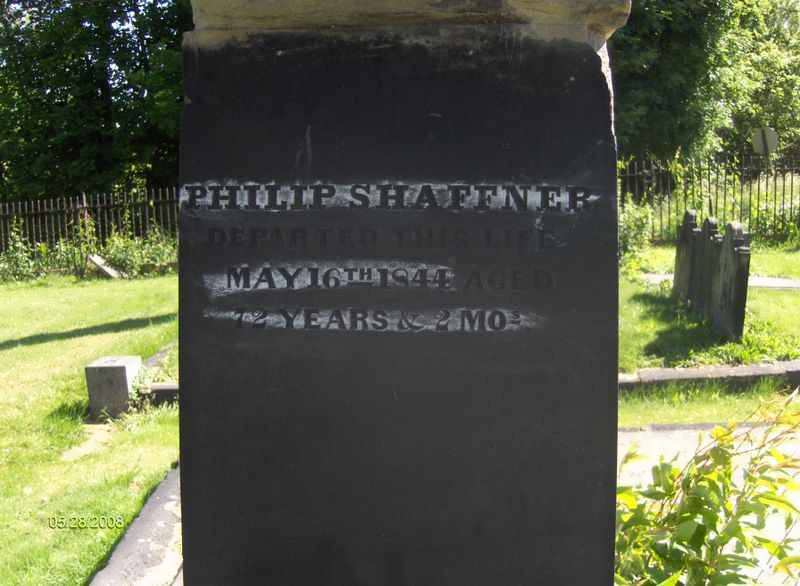 PHILIP SHAFFNER
DEPARTED THIS LIFE
MAY 16TH 1844 AGED
72 YEARS & 2 MOS
05.28.2008